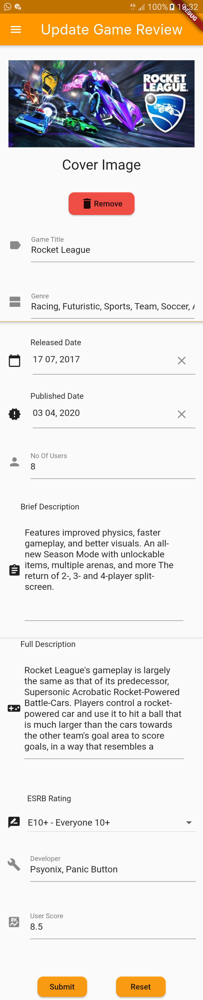 4G 100% 19:32
DEBUG
Update Game Review
ROCKET
LEAGUE.
Cover Image
Remove
Game Title
Rocket League
Genre
Racing, Futuristic, Sports, Team, Soccer,
Released Date
17 07, 2017
Published Date
03 04, 2020
No Of Users
8
Brief Description
Features improved physics, faster
gameplay, and better visuals. An all-
new Season Mode with unlockable
items, multiple arenas, and more The
return of 2-, 3- and 4-player split-
screen.
Full Description
Rocket League's gameplay is largely
the same as that of its predecessor,
Supersonic Acrobatic Rocket-Powered
Battle-Cars. Players control a rocket-
powered car and use it to hit a ball that
is much larger than the cars towards
the other team's goal area to score
goals, in a way that resembles a
ESRB Rating
E10+ - Everyone 10+
Developer
Psyonix, Panic Button
2K
User Score
8.5
Submit
Reset